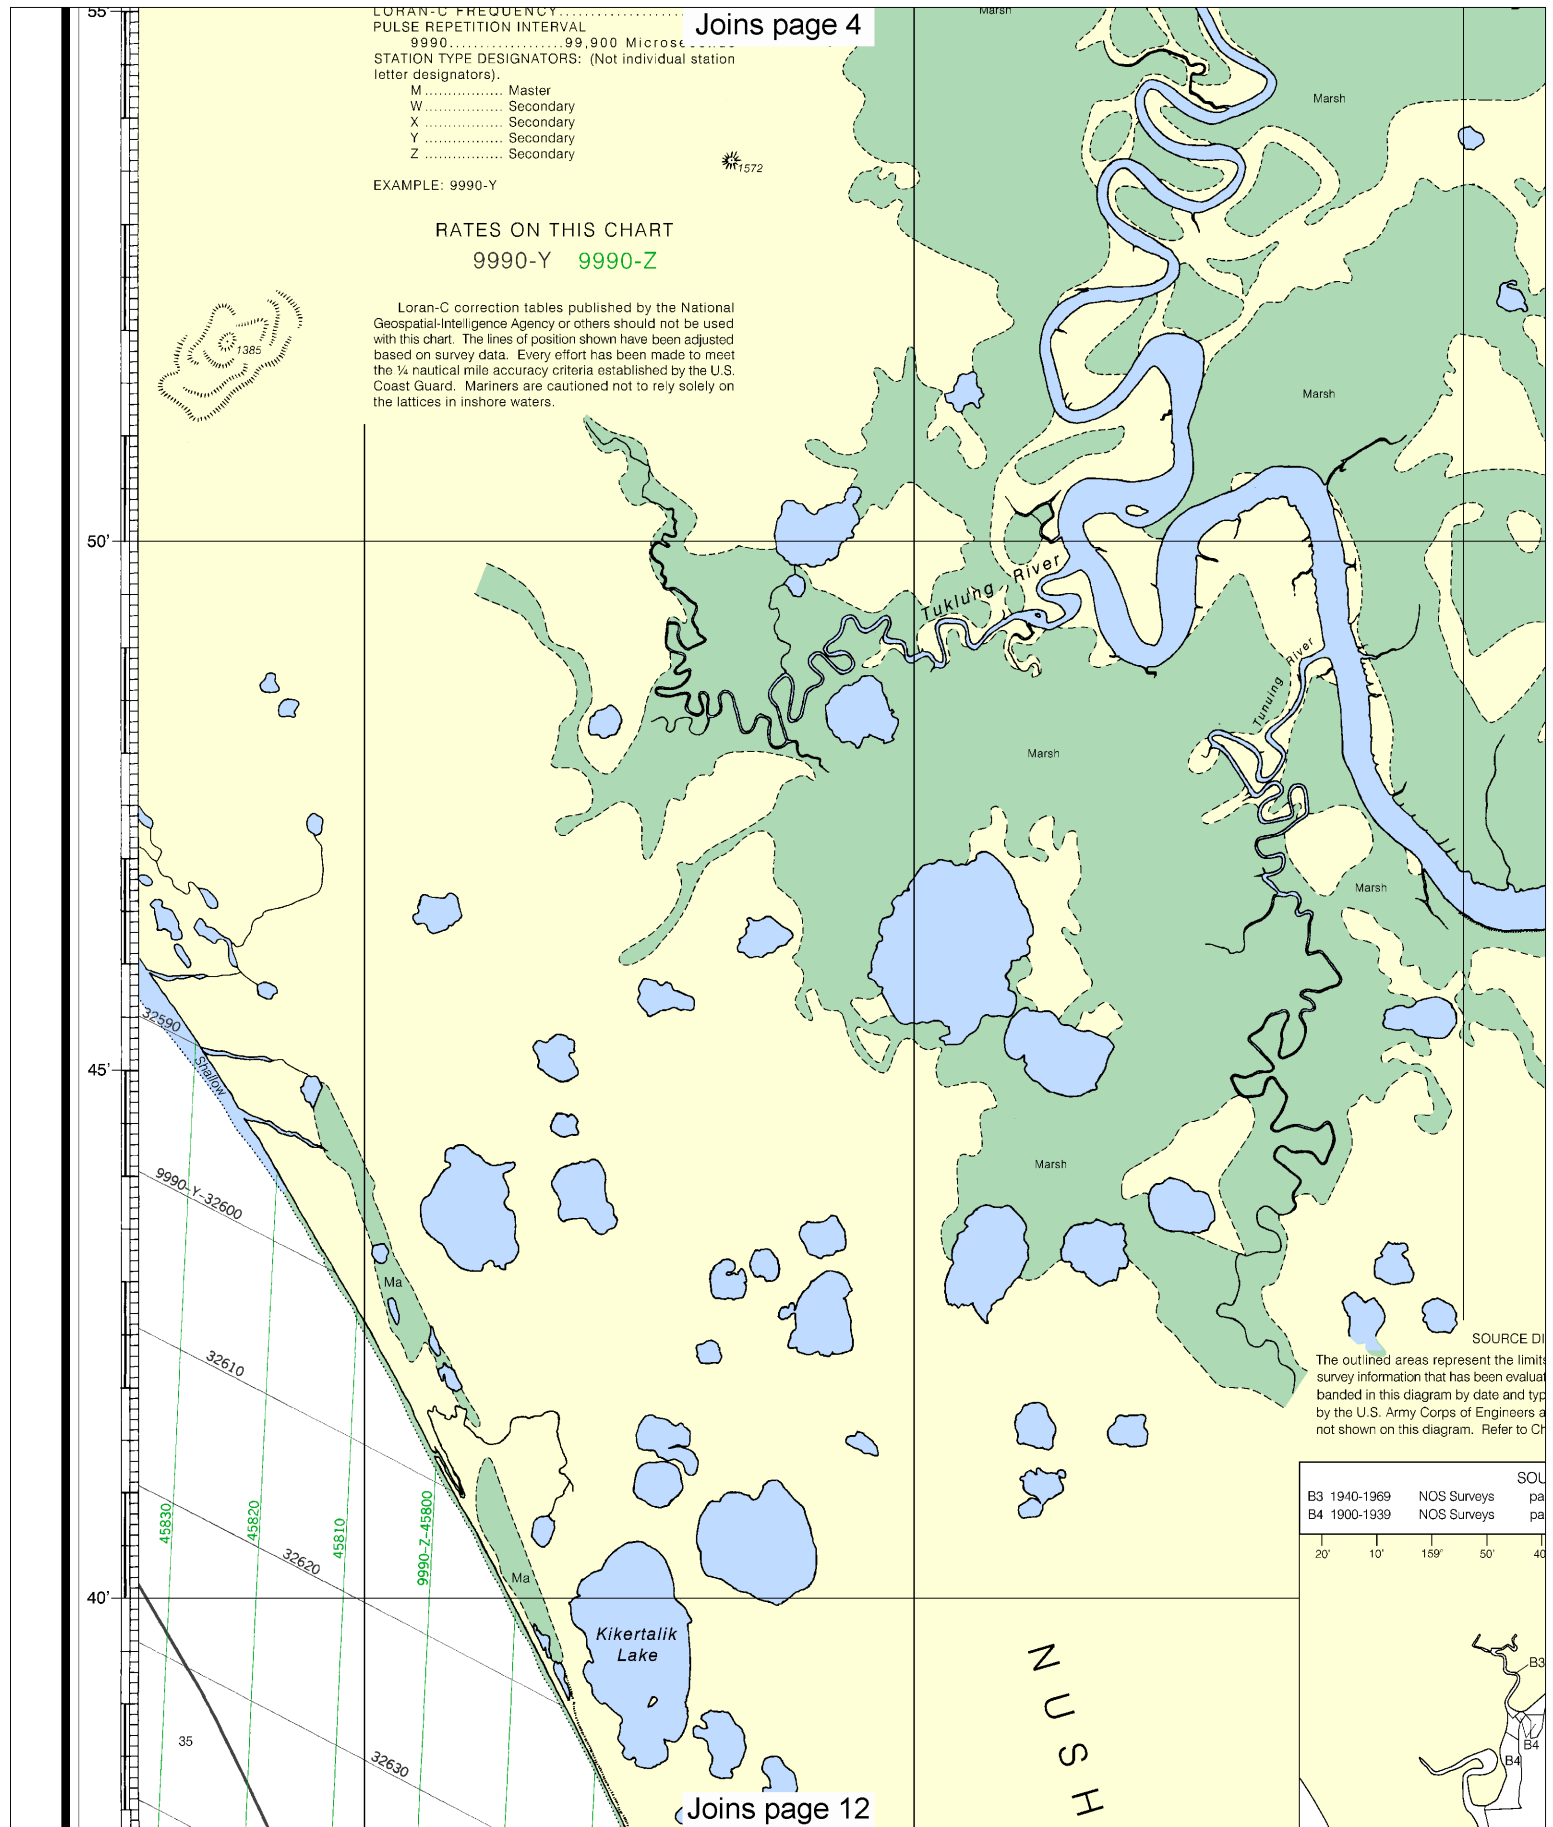 55'
LORAN-C FREQUENCY
Joins page 4
PULSE REPETITION INTERVAL
9990..................99,900
STATION TYPE DESIGNATORS: (Not individual station
letter designators).
M ................ Master
W ................ Secondary
X ................ Secondary
Y ................ Secondary
Z ................ Secondary
EXAMPLE: 9990-Y
RATES ON THIS CHART
9990-Y 9990-Z
Loran-C correction tables published by the National
Geospatial-Intelligence Agency or others should not be used
with this chart. The lines of position shown have been adjusted
based on survey data. Every effort has been made to meet
the ¼ nautical mile accuracy criteria established by the U.S.
Coast Guard. Mariners are cautioned not to rely solely on
the lattices in inshore waters.
Marsh
Marsh
1572
1385
Marsh
50'
Tuklung River
Tunuing River
Marsh
Marsh
32590
Shallow
45'
Marsh
9990-Y-32600
Ma
32610
SOURCE DI
The outlined areas represent the limits
survey information that has been evaluat
banded in this diagram by date and typ
by the U.S. Army Corps of Engineers a
not shown on this diagram. Refer to Ch
SOU
B3 1940-1969 NOS Surveys pa
B4 1900-1939 NOS Surveys pa
20' 10' 159° 50' 40
45830
45820
45810
9990-Z-45800
32620
Ma
40'
Kikertalik
Lake
NUSH
B3
B4
B4
35
32630
Joins page 12